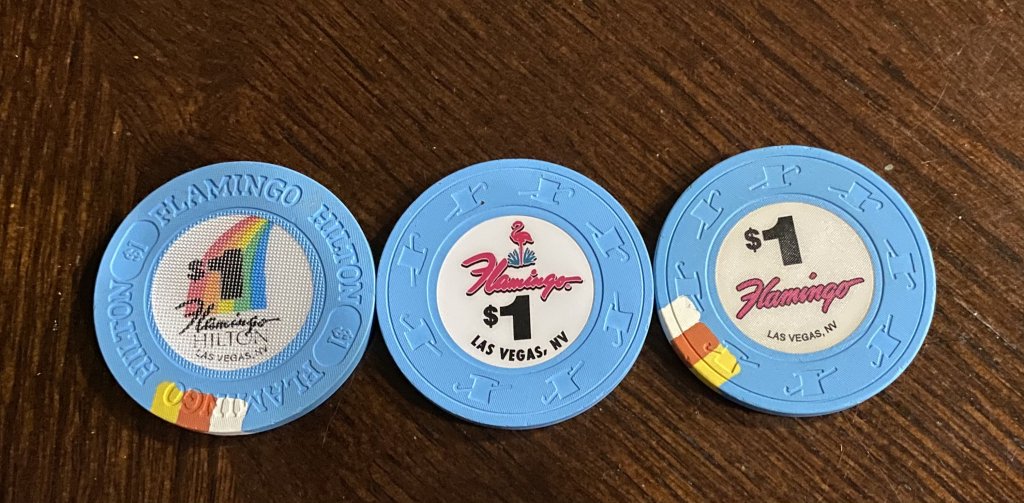 FLAMINGO HILTON
$1
FLAMINGO HILTON
$1
$1
Flamingo
HILTON
LAS VEGAS, NV
Flamingo
$1
LAS VEGAS, NV
$1
Flamingo
LAS VEGAS, NV